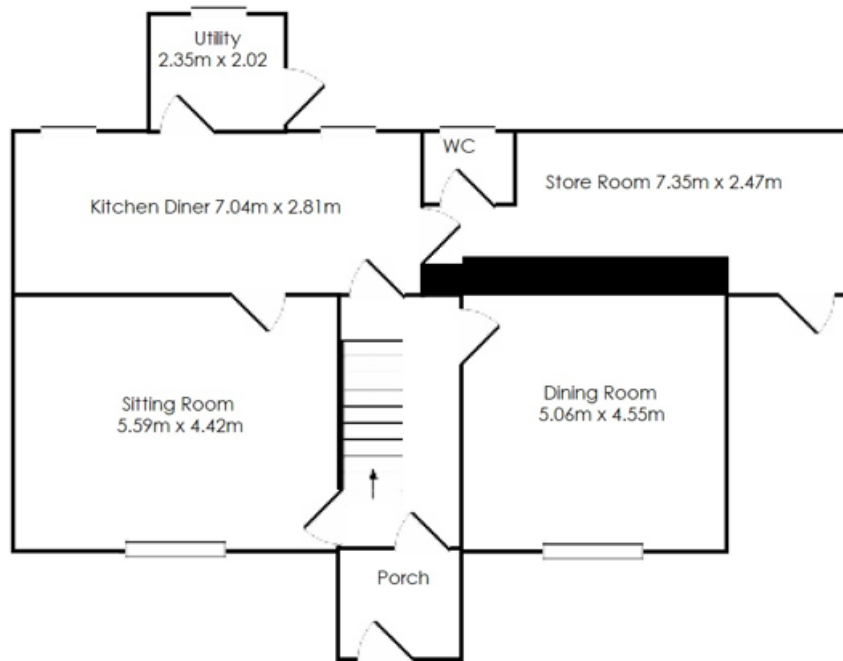 Utility
2.35m x 2.02
WC
Store Room 7.35m x 2.47m
Kitchen Diner 7.04m x 2.81m
Sitting Room
5.59m x 4.42m
Dining Room
5.06m x 4.55m
Porch